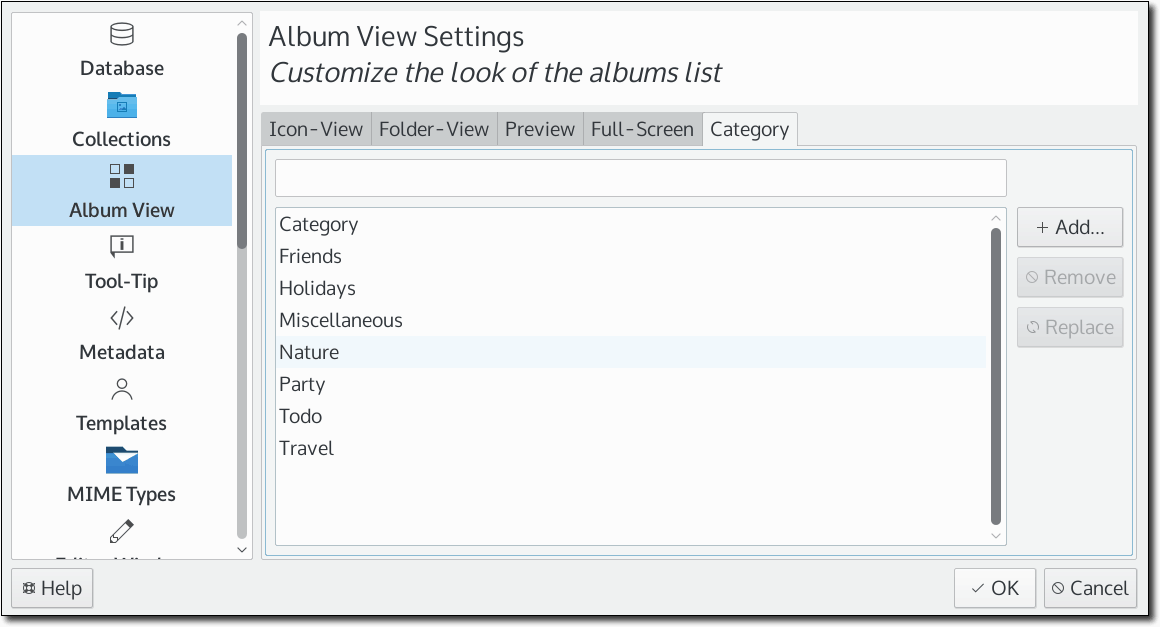 Database
Collections
Album View
Tool-Tip
Metadata
Templates
MIME Types
Album View Settings
Customize the look of the albums list
Icon-View Folder-View Preview Full-Screen Category
Category
Friends
Holidays
Miscellaneous
Nature
Party
Todo
Travel
+ Add...
Remove
Replace
Help
OK
Cancel